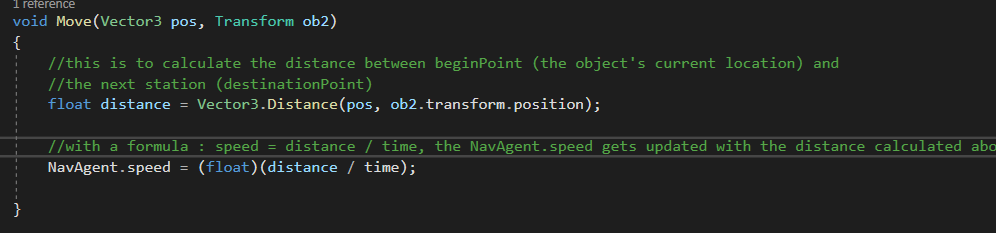 1 reference
void Move(Vector3 pos, Transform ob2)
{
//this is to calculate the distance between beginPoint (the object's current location) and
//the next station (destinationPoint)
float distance = Vector3.Distance(pos, ob2.transform.position);
//with a formula : speed = distance / time, the NavAgent.speed gets updated with the distance calculated abo
NavAgent.speed = (float)(distance / time);
}